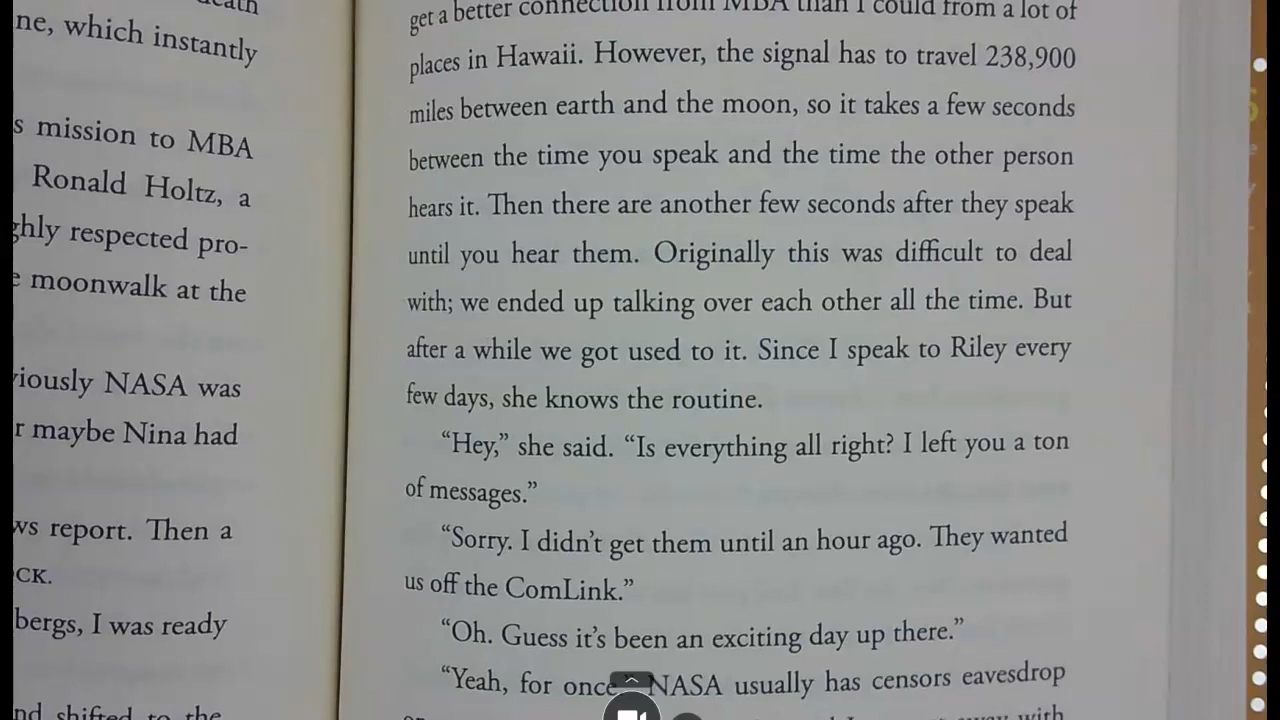 ne, which instantly
s mission to MBA
Ronald Holtz, a
ghly respected pro-
e moonwalk at the
viously NASA was
r maybe Nina had
ws report. Then a
CK.
bergs, I was ready
nd shifted to the
get a better connection from MBA than I could from a lot of
places in Hawaii. However, the signal has to travel 238,900
miles between earth and the moon, so it takes a few seconds
between the time you speak and the time the other person
hears it. Then there are another few seconds after they speak
until you hear them. Originally this was difficult to deal
with; we ended up talking over each other all the time. But
after a while we got used to it. Since I speak to Riley every
few days, she knows the routine.
“Hey,” she said. “Is everything all right? I left you a ton
of messages.”
“Sorry. I didn’t get them until an hour ago. They wanted
us off the ComLink.”
“Oh. Guess it’s been an exciting day up there.”
“Yeah, for once” NASA usually has censors eavesdrop
with